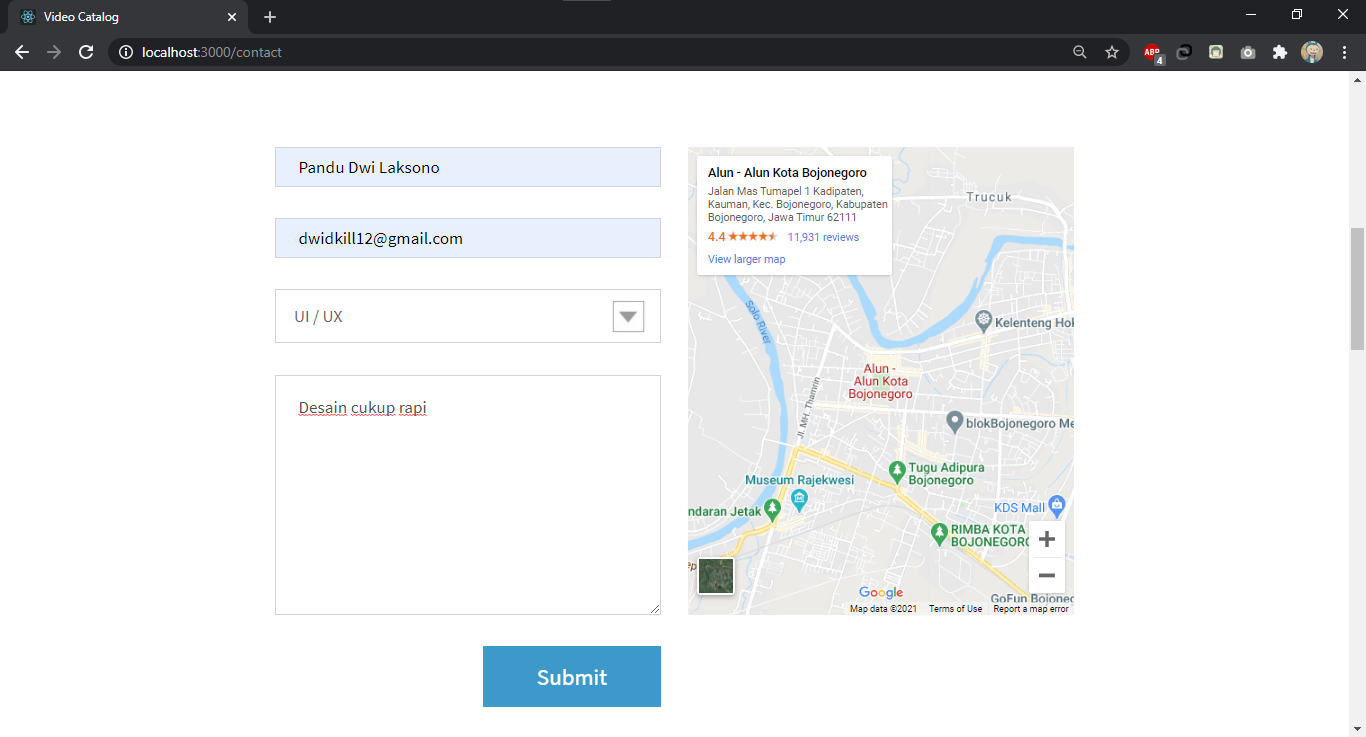 Video Catalog
localhost:3000/contact
ABP
4
Pandu Dwi Laksono
dwidkill12@gmail.com
UI / UX
Desain cukup rapi
Submit
Alun - Alun Kota Bojonegoro
Jalan Mas Tumapel 1 Kadipaten,
Kauman, Kec. Bojonegoro, Kabupaten
Bojonegoro, Jawa Timur 62111
4.4
11,931 reviews
View larger map
Trucuk
Solo River
Kelenteng Hok
Alun -
Alun Kota
Bojonegoro
Jl. MH. Thamrin
blokBojonegoro Me
Tugu Adipura
Bojonegoro
Museum Rajekwesi
KDS Mall
ndaran Jetak
RIMBA KOTA
BOJONEGORO
GoFun Bojoneg
Google
Map data ©2021 Terms of Use Report a map error